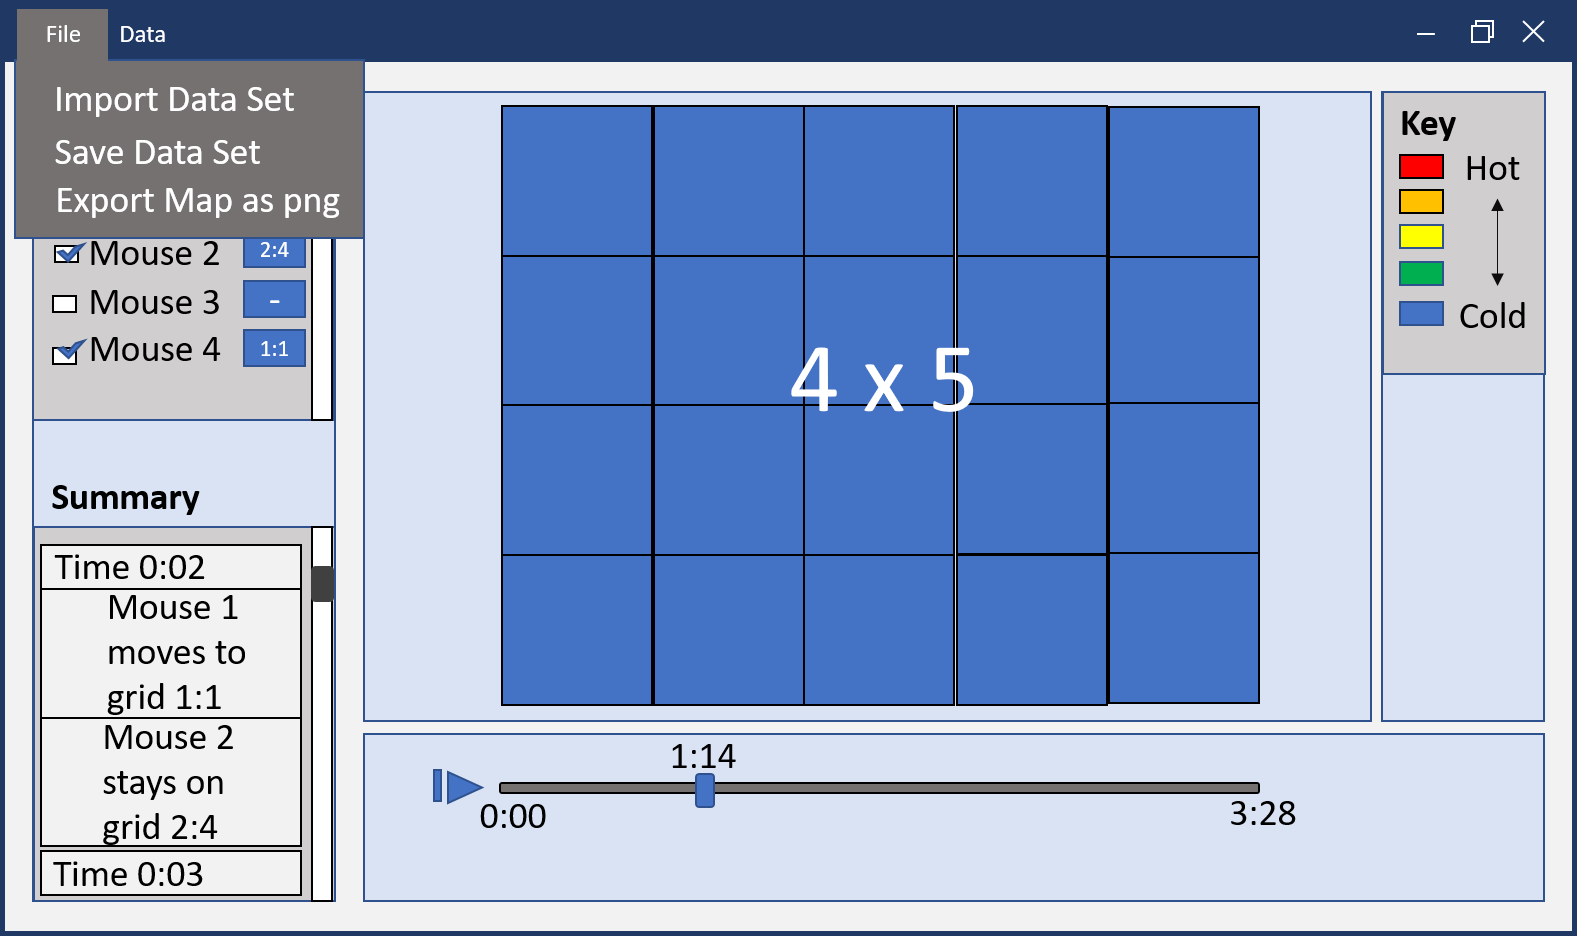 File Data
Import Data Set
Save Data Set
Export Map as png
Mouse 2 2:4
Mouse 3 -
Mouse 4 1:1
Summary
Time 0:02
Mouse 1
moves to
grid 1:1
Mouse 2
stays on
grid 2:4
Time 0:03
4 x 5
1:14
0:00
3:28
Key
Hot
Cold